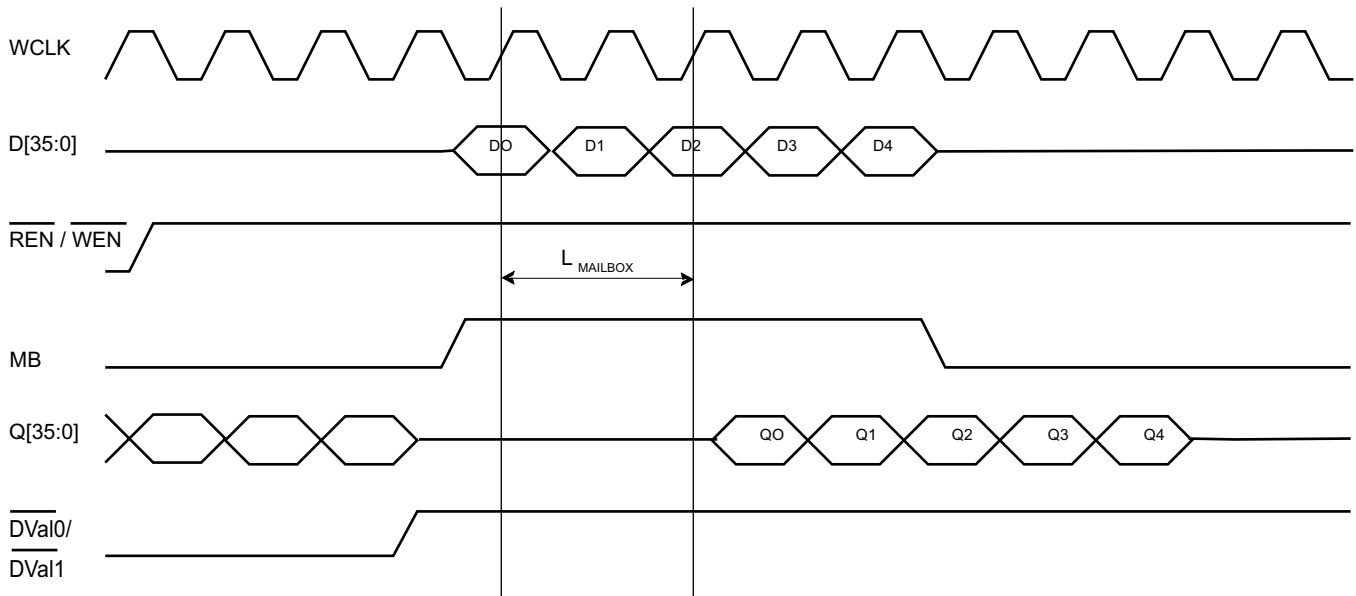 WCLK
D[35:0]
DO D1 D2 D3 D4
REN / WEN
L MAILBOX
MB
Q[35:0]
QO Q1 Q2 Q3 Q4
DVal0/
DVal1